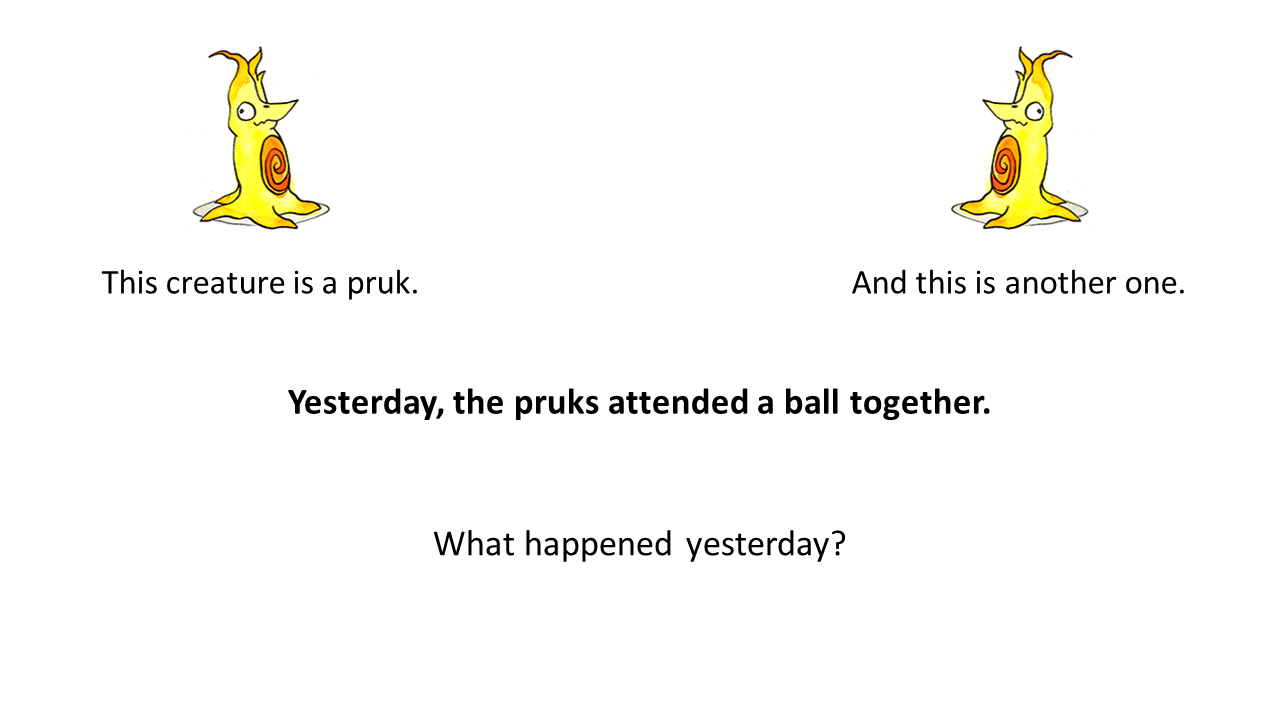 This creature is a pruk.
And this is another one.
Yesterday, the pruks attended a ball together.
What happened yesterday?